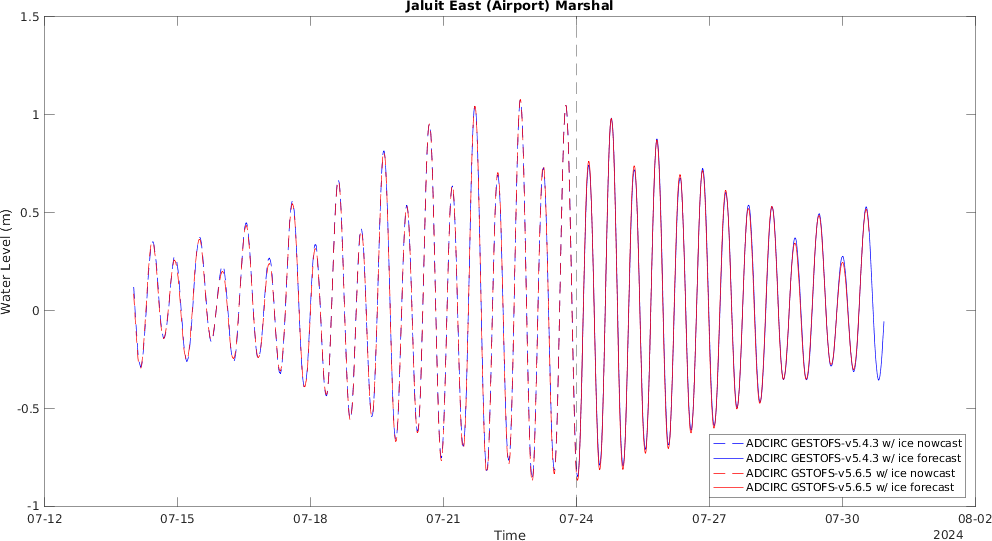 Jaluit East (Airport) Marshal
1.5
1
0.5
0
-0.5
-1
Water Level (m)
ADCIRC GESTOFS-v5.4.3 w/ ice nowcast
ADCIRC GESTOFS-v5.4.3 w/ ice forecast
ADCIRC GSTOFS-v5.6.5 w/ ice nowcast
ADCIRC GSTOFS-v5.6.5 w/ ice forecast
07-12 07-15 07-18 07-21 07-24 07-27 07-30 08-02
Time
2024